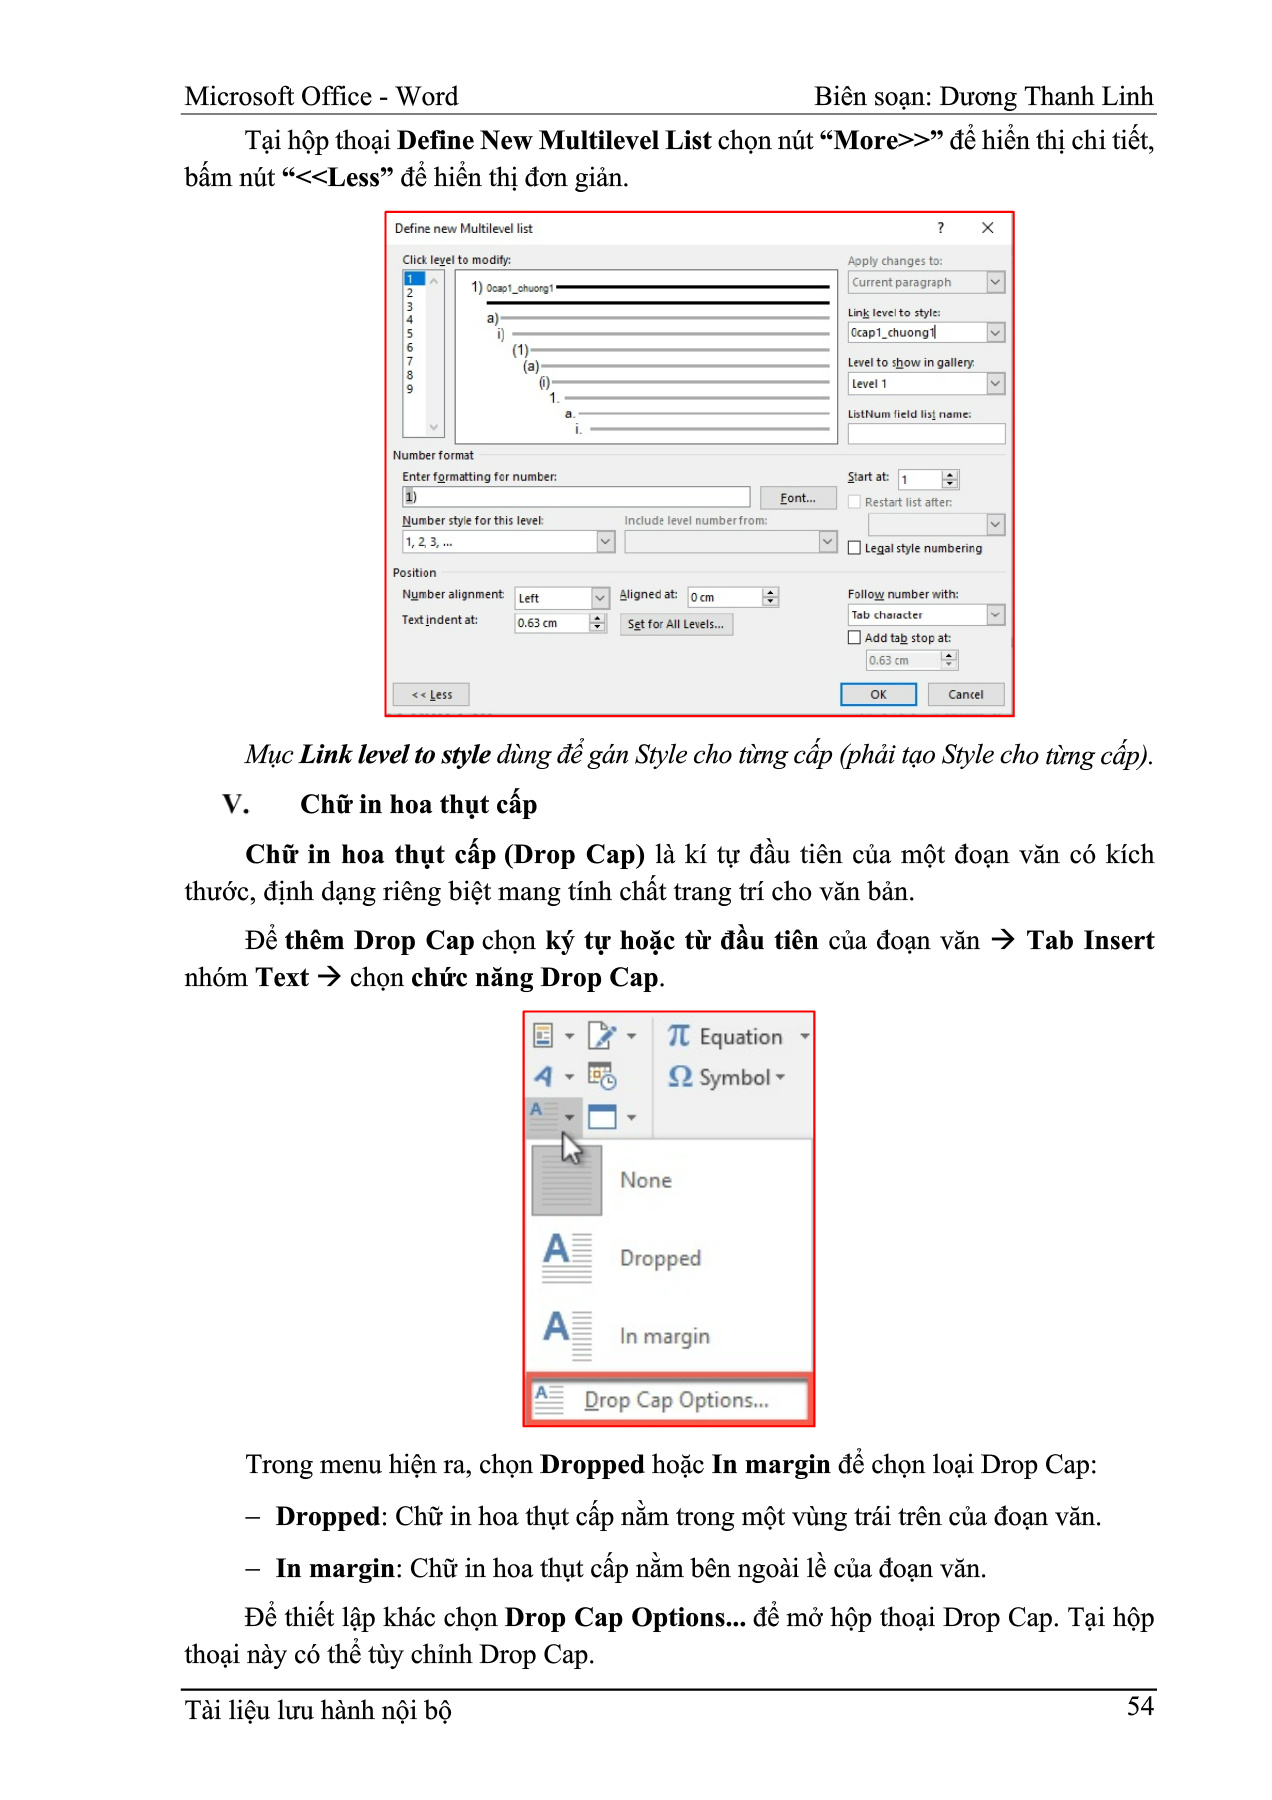 Microsoft Office - Word Biên soạn: Dương Thanh Linh
Tại hộp thoại Define New Multilevel List chọn nút “More>>” để hiển thị chi tiết,
bấm nút “<<Less” để hiển thị đơn giản.
Define new Multilevel list ? ×
Click level to modify:
1
2
3
4
5
6
7
8
9
1) 0cap1_chuong1
a)
i)
(1)
(a)
(i)
1.
a.
i.
Apply changes to:
Current paragraph
Link level to style:
0cap1_chuong1
Level to show in gallery:
Level 1
ListNum field list name:
Number format
Enter formatting for number:
1)
Font...
Number style for this level:
1, 2, 3, ...
Include level number from:
Start at: 1
Restart list after:
Legal style numbering
Position
Number alignment: Left Aligned at: 0 cm
Text indent at: 0.63 cm Set for All Levels...
Follow number with:
Tab character
Add tab stop at:
0.63 cm
<< Less OK Cancel
Mục Link level to style dùng để gán Style cho từng cấp (phải tạo Style cho từng cấp).
V. Chữ in hoa thụt cấp
Chữ in hoa thụt cấp (Drop Cap) là kí tự đầu tiên của một đoạn văn có kích
thước, định dạng riêng biệt mang tính chất trang trí cho văn bản.
Để thêm Drop Cap chọn ký tự hoặc từ đầu tiên của đoạn văn → Tab Insert
nhóm Text → chọn chức năng Drop Cap.
π Equation
Ω Symbol
None
Dropped
In margin
Drop Cap Options...
Trong menu hiện ra, chọn Dropped hoặc In margin để chọn loại Drop Cap:
– Dropped: Chữ in hoa thụt cấp nằm trong một vùng trái trên của đoạn văn.
– In margin: Chữ in hoa thụt cấp nằm bên ngoài lề của đoạn văn.
Để thiết lập khác chọn Drop Cap Options... để mở hộp thoại Drop Cap. Tại hộp
thoại này có thể tùy chỉnh Drop Cap.
Tài liệu lưu hành nội bộ 54